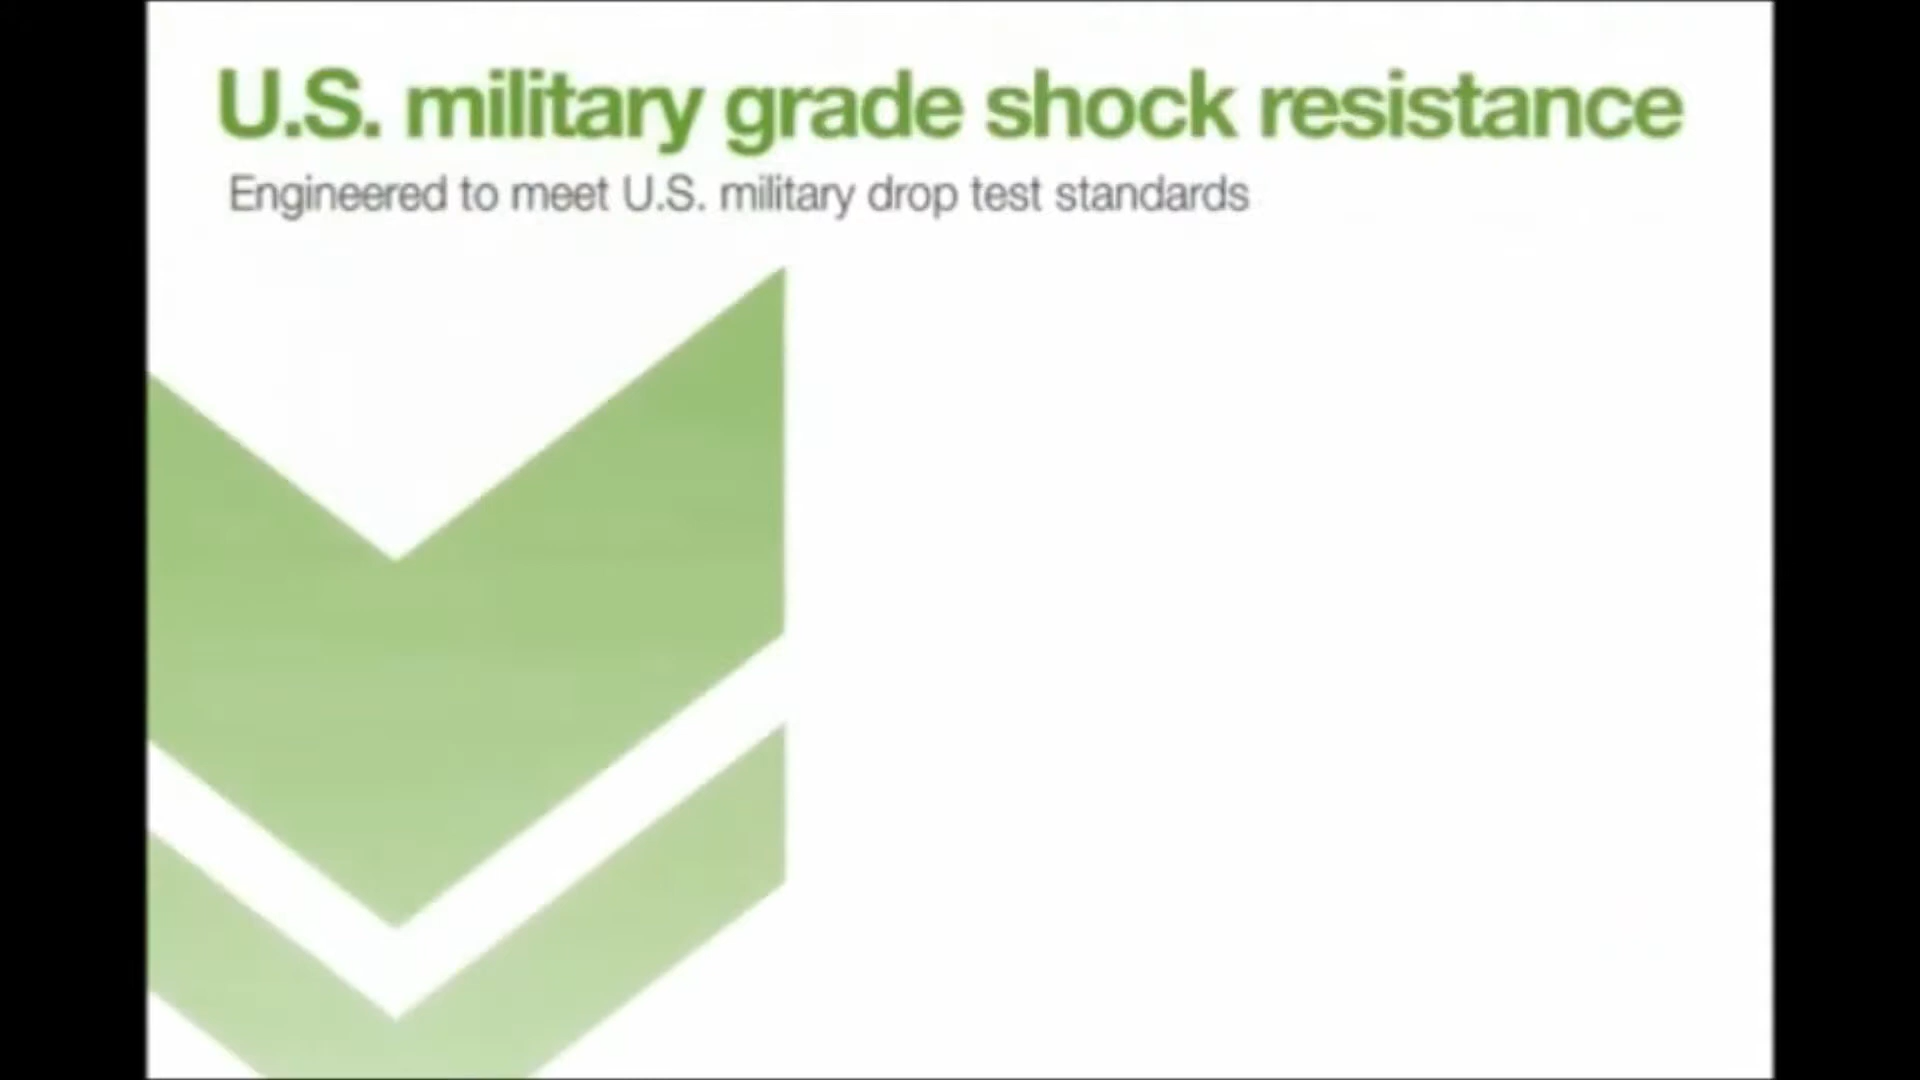 U.S. military grade shock resistance
Engineered to meet U.S. military drop test standards